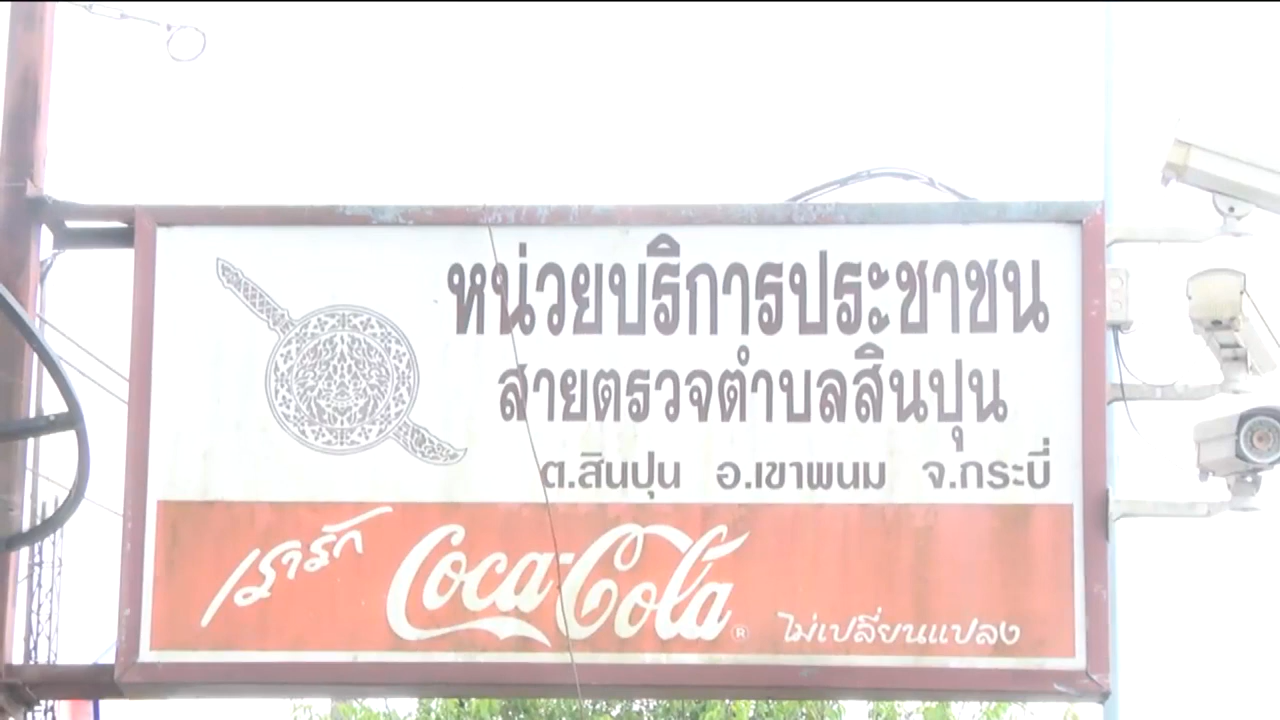 หน่วยบริการประชาชน
สายตรวจตำบลสินปุน
ต.สินปุน อ.เขาพนม จ.กระบี่
เรารัก Coca-Cola ® ไม่เปลี่ยนแปลง